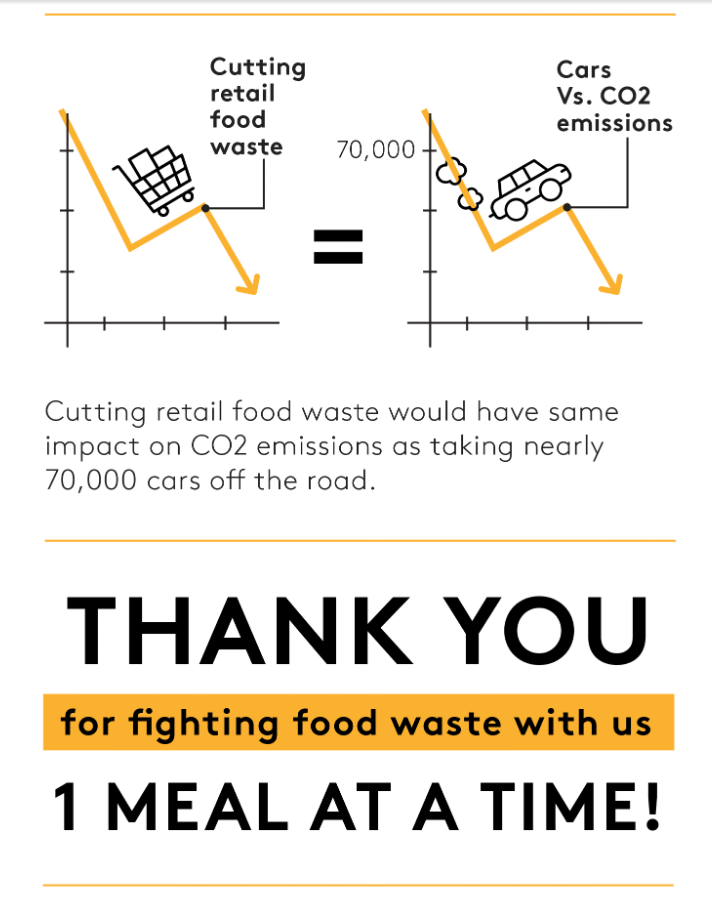 Cutting
retail
food
waste
Cars
Vs. CO2
emissions
70,000
=
Cutting retail food waste would have same
impact on CO2 emissions as taking nearly
70,000 cars off the road.
THANK YOU
for fighting food waste with us
1 MEAL AT A TIME!